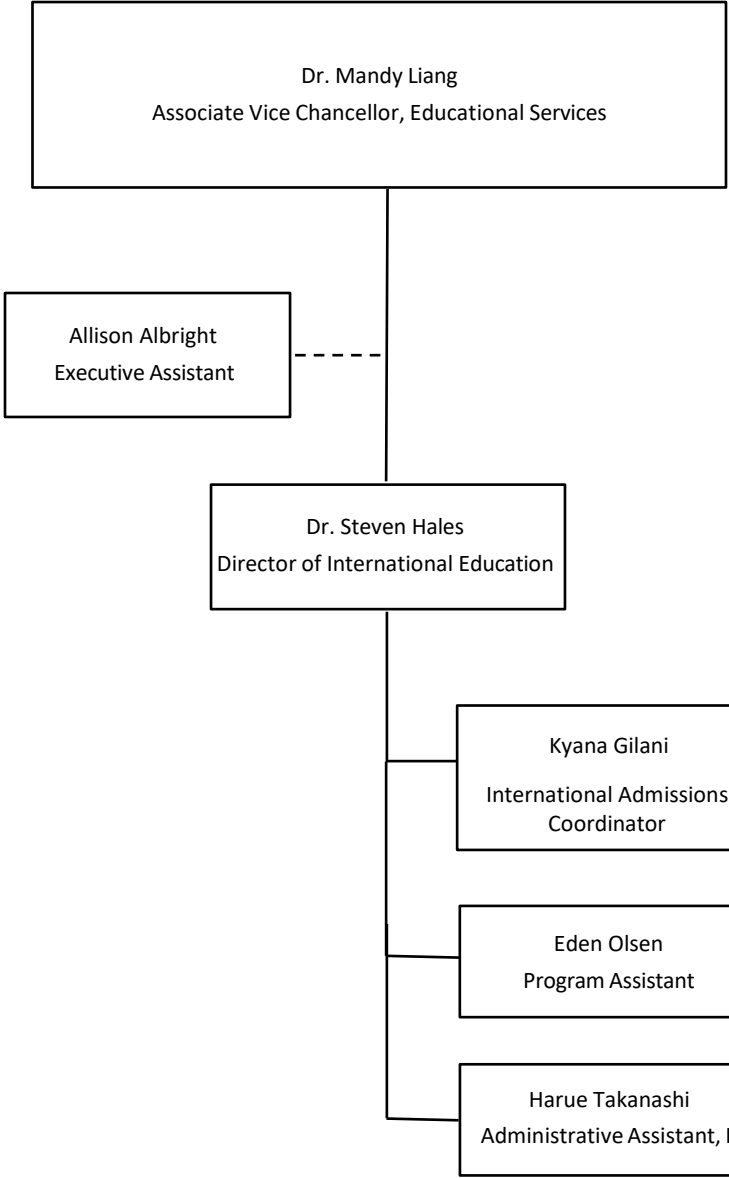 Dr. Mandy Liang
Associate Vice Chancellor, Educational Services
Allison Albright
Executive Assistant
Dr. Steven Hales
Director of International Education
Kyana Gilani
International Admissions
Coordinator
Eden Olsen
Program Assistant
Harue Takanashi
Administrative Assistant,